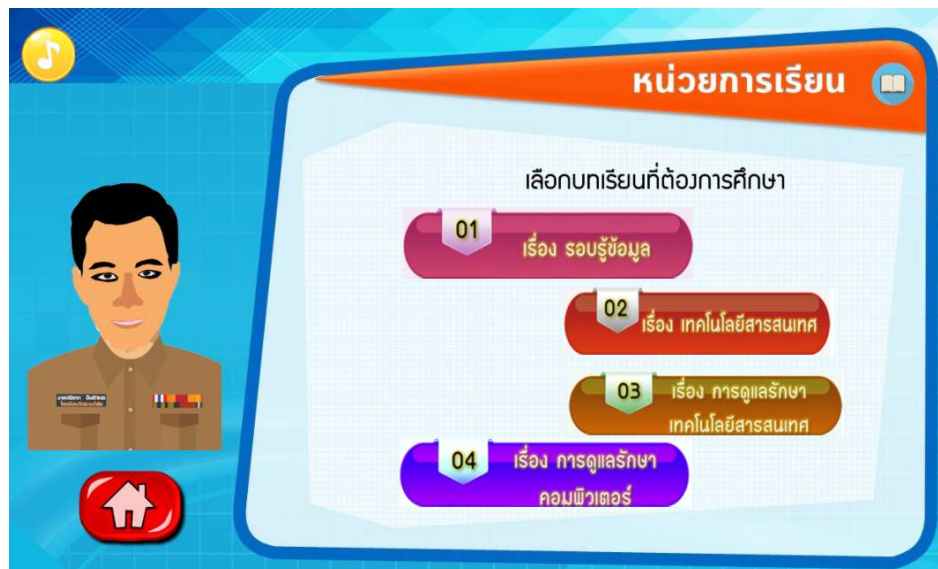 หน่วยการเรียน
เลือกบทเรียนที่ต้องการศึกษา
01
เรื่อง รอบรู้ข้อมูล
02
เรื่อง เทคโนโลยีสารสนเทศ
03
เรื่อง การดูแลรักษา
เทคโนโลยีสารสนเทศ
04
เรื่อง การดูแลรักษา
คอมพิวเตอร์